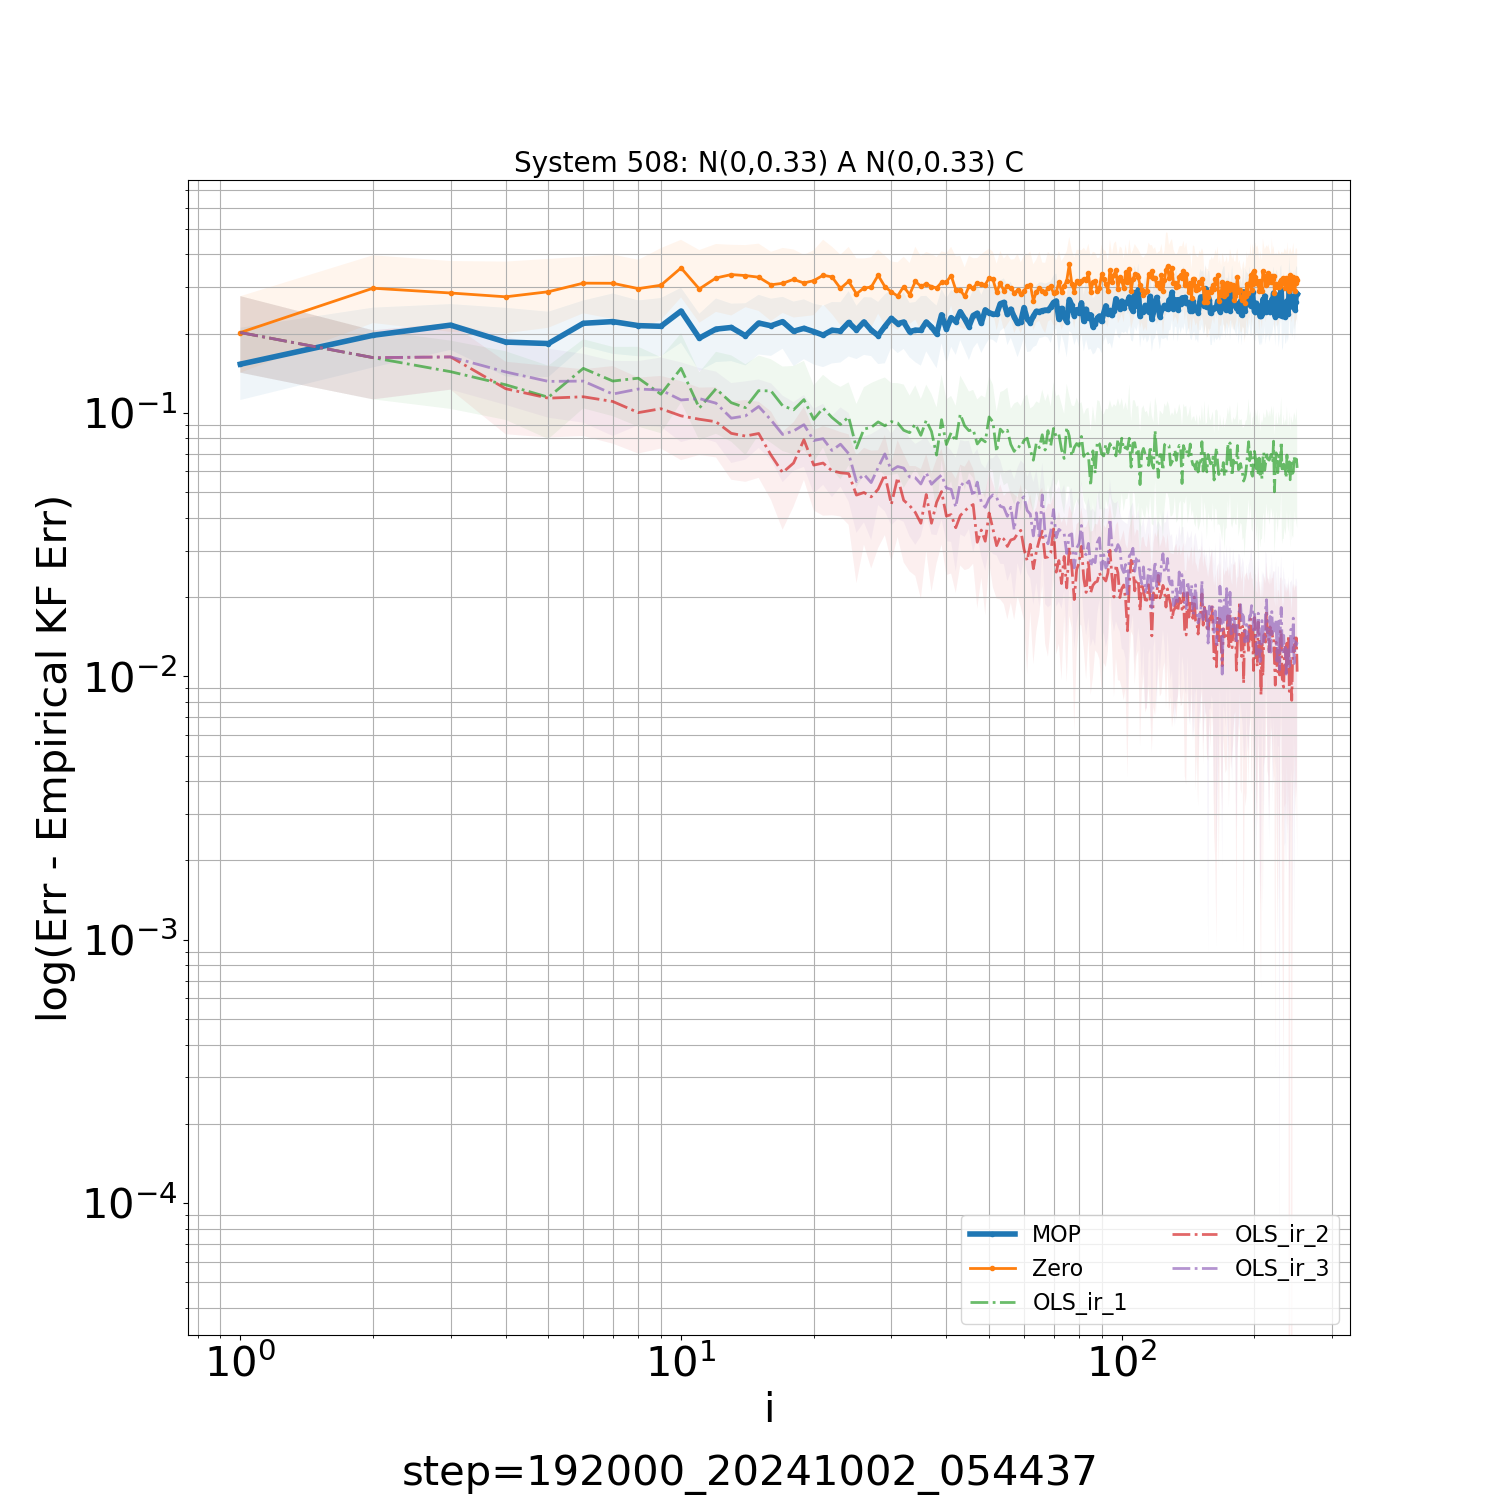 System 508: N(0,0.33) A N(0,0.33) C
log(Err - Empirical KF Err)
10⁻¹
10⁻²
10⁻³
10⁻⁴
MOP
Zero
OLS_ir_1
OLS_ir_2
OLS_ir_3
10⁰
10¹
10²
i
step=192000_20241002_054437